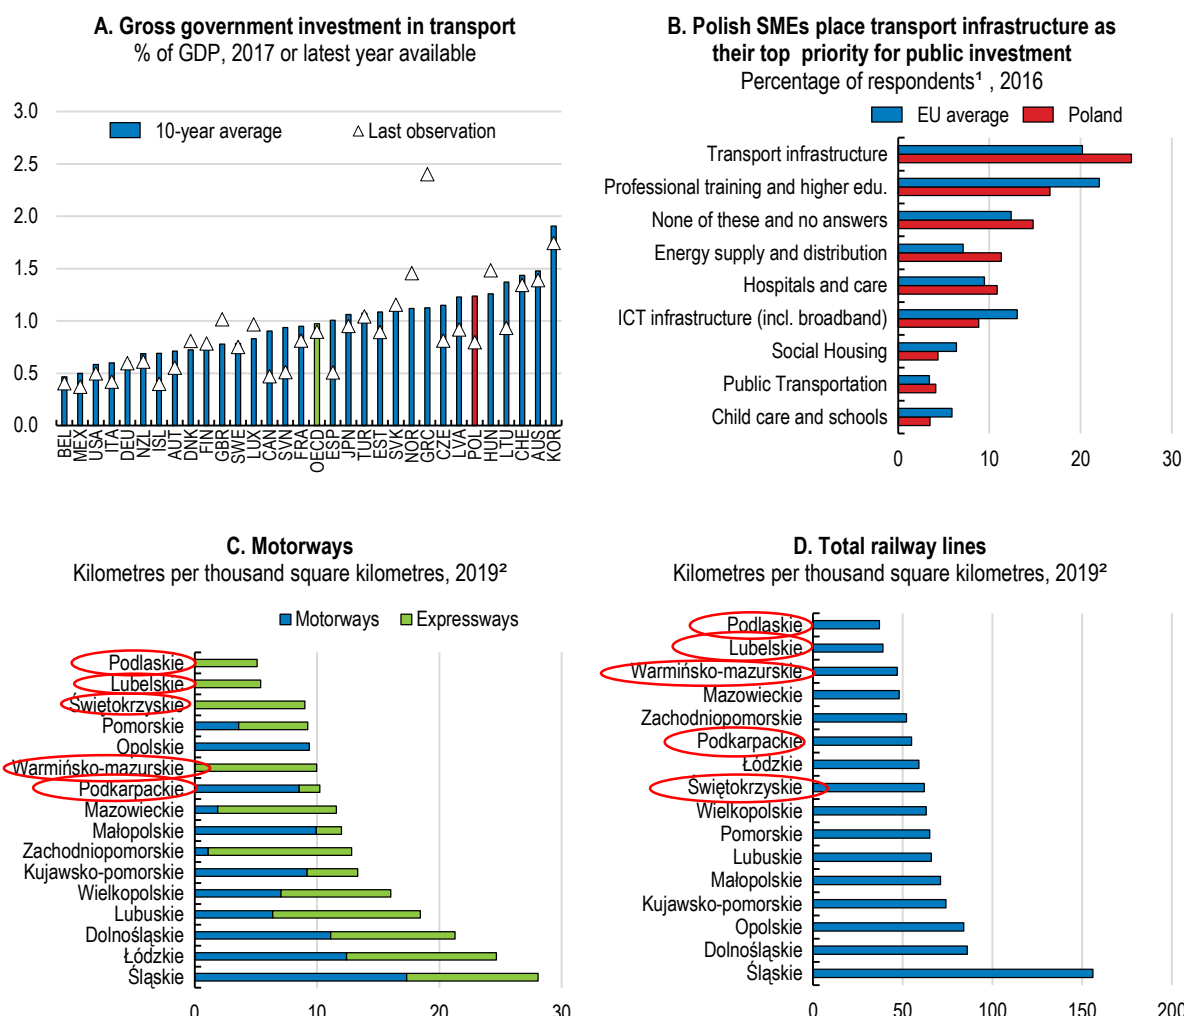 A. Gross government investment in transport
% of GDP, 2017 or latest year available
3.0
2.5
2.0
1.5
1.0
0.5
0.0
10-year average
Last observation
BEL
MEX
USA
ITA
DEU
NZL
ISL
AUT
DNK
FIN
GBR
SWE
LUX
CAN
SVN
FRA
OECD
ESP
JPN
TUR
EST
SVK
NOR
GRC
CZE
LVA
POL
HUN
LTU
CHE
AUS
KOR
B. Polish SMEs place transport infrastructure as
their top priority for public investment
Percentage of respondents¹ , 2016
EU average
Poland
Transport infrastructure
Professional training and higher edu.
None of these and no answers
Energy supply and distribution
Hospitals and care
ICT infrastructure (incl. broadband)
Social Housing
Public Transportation
Child care and schools
0
10
20
30
C. Motorways
Kilometres per thousand square kilometres, 2019²
Motorways
Expressways
Podlaskie
Lubelskie
Świętokrzyskie
Pomorskie
Opolskie
Warmińsko-mazurskie
Podkarpackie
Mazowieckie
Małopolskie
Zachodniopomorskie
Kujawsko-pomorskie
Wielkopolskie
Lubuskie
Dolnośląskie
Łódzkie
Śląskie
0
10
20
30
D. Total railway lines
Kilometres per thousand square kilometres, 2019²
Podlaskie
Lubelskie
Warmińsko-mazurskie
Mazowieckie
Zachodniopomorskie
Podkarpackie
Łódzkie
Świętokrzyskie
Wielkopolskie
Pomorskie
Lubuskie
Małopolskie
Kujawsko-pomorskie
Opolskie
Dolnośląskie
Śląskie
0
50
100
150
200